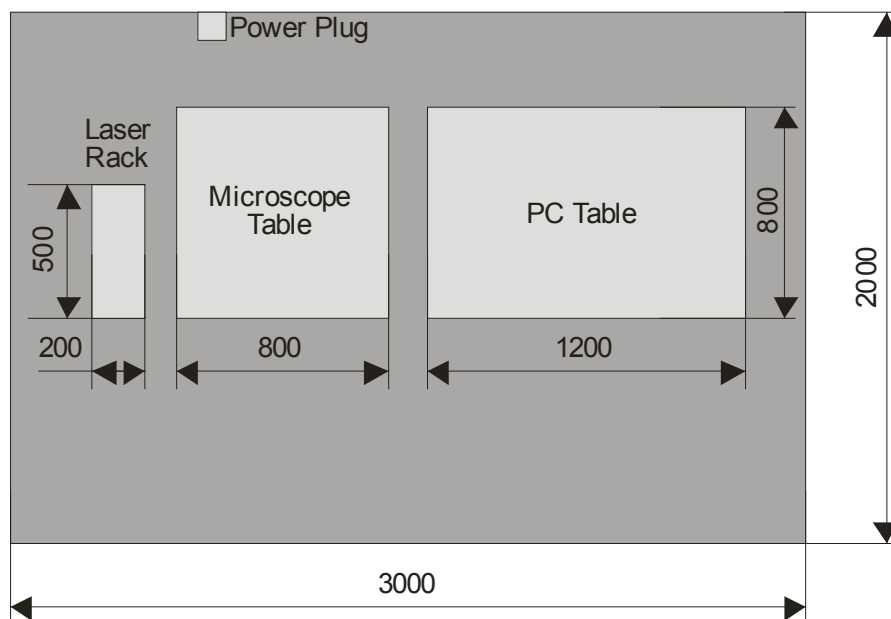 Power Plug
Laser
Rack
Microscope
Table
PC Table
500
800
2000
200
800
1200
3000